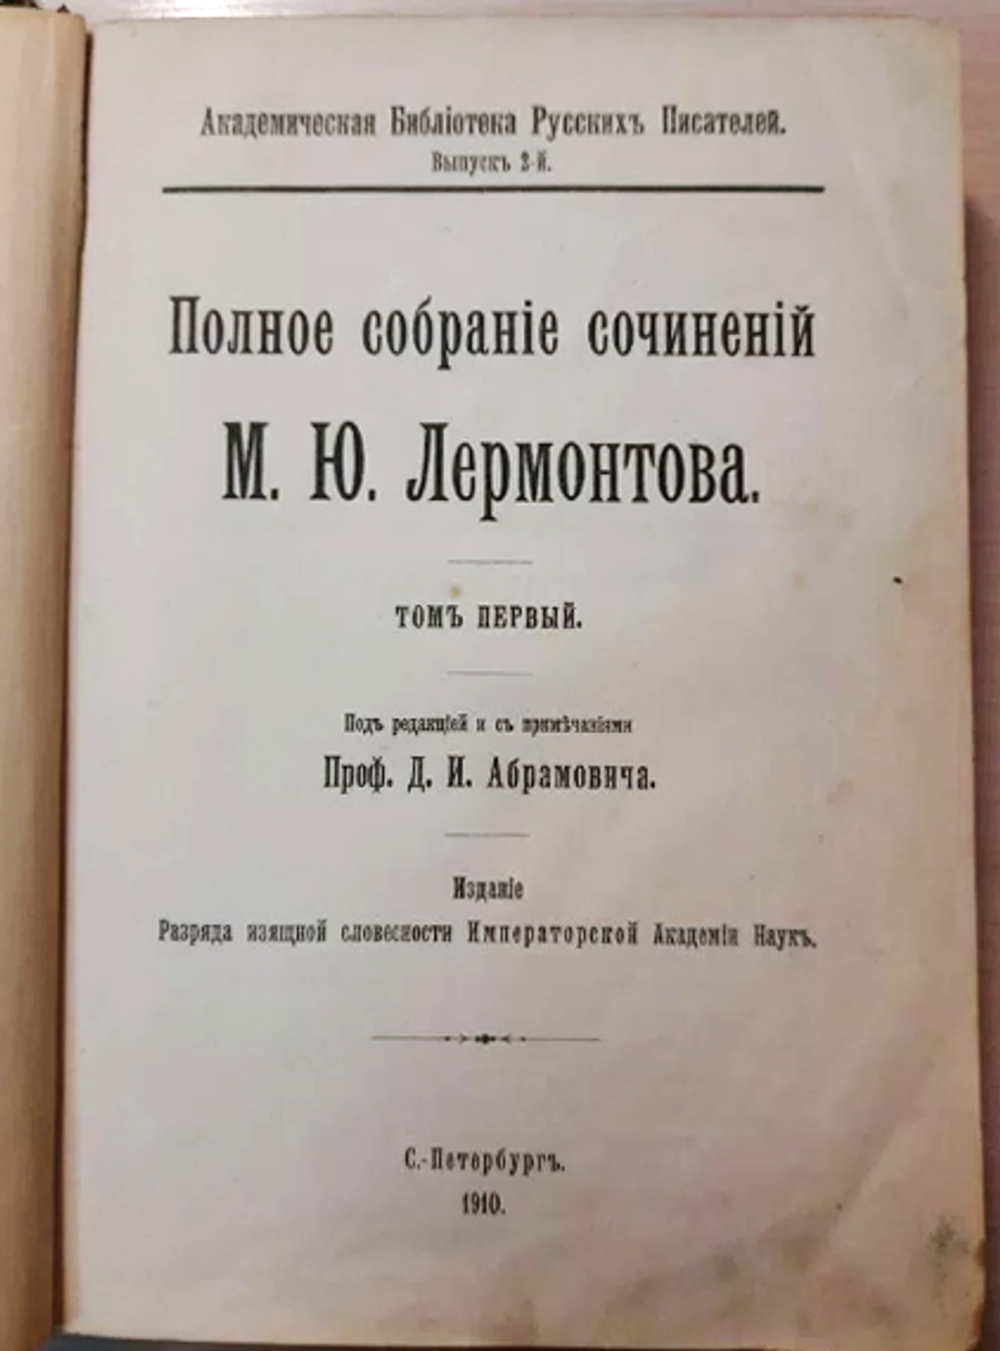 Академическая Библіотека Русскихъ Писателей.
Выпускъ 2-й.
Полное собраніе сочиненій
М. Ю. Лермонтова.
ТОМЪ ПЕРВЫЙ.
Подъ редакціей и съ примѣчаніями
Проф. Д. И. Абрамовича.
Изданіе
Разряда изящной словесности Императорской Академіи Наукъ.
С.-Петербургъ.
1910.